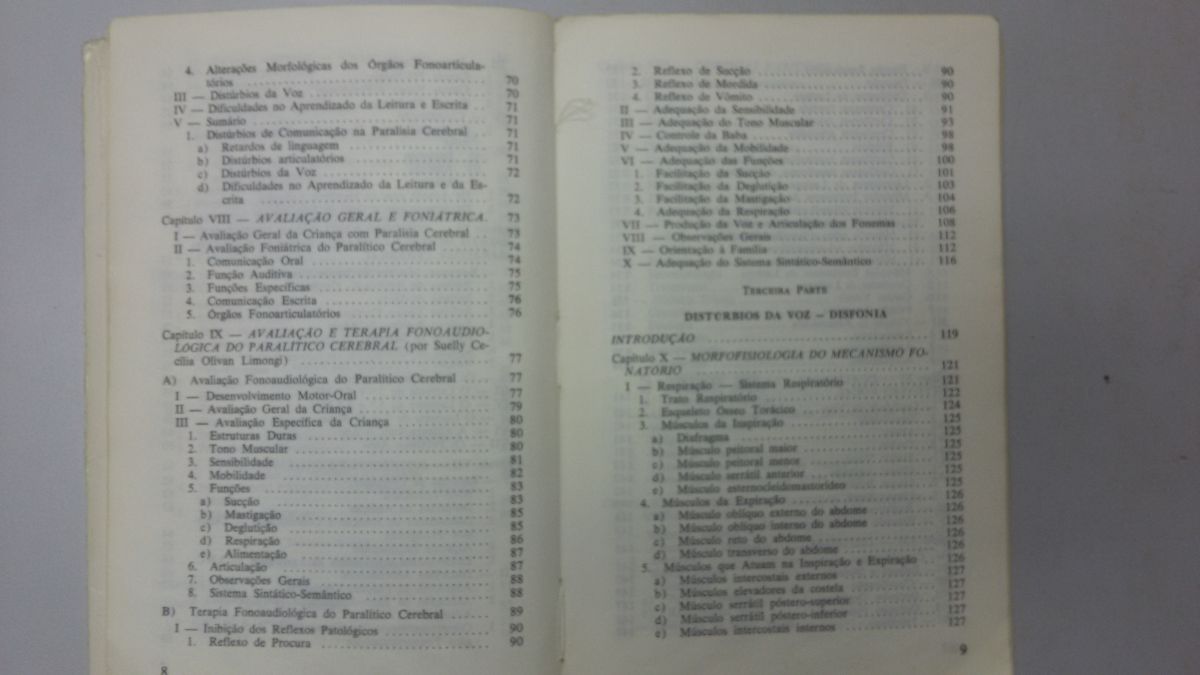 4. Alterações Morfológicas dos Órgãos Fonoarticula-
tórios ........ 70
III — Distúrbios da Voz ........ 70
IV — Dificuldades no Aprendizado da Leitura e Escrita .. 71
V — Sumário ........ 71
1. Distúrbios de Comunicação na Paralisia Cerebral .. 71
a) Retardos de linguagem ........ 71
b) Distúrbios articulatórios ........ 71
c) Distúrbios da Voz ........ 72
d) Dificuldades no Aprendizado da Leitura e da Es-
crita ........ 72
Capítulo VIII — AVALIAÇÃO GERAL E FONIÁTRICA. 73
I — Avaliação Geral da Criança com Paralisia Cerebral .. 73
II — Avaliação Foniátrica do Paralítico Cerebral ........ 74
1. Comunicação Oral ........ 74
2. Função Auditiva ........ 75
3. Funções Específicas ........ 75
4. Comunicação Escrita ........ 76
5. Órgãos Fonoarticulatórios ........ 76
Capítulo IX — AVALIAÇÃO E TERAPIA FONOAUDIO-
LÓGICA DO PARALÍTICO CEREBRAL (por Suelly Ce-
cília Olivan Limongi) ........ 77
A) Avaliação Fonoaudiológica do Paralítico Cerebral .... 77
I — Desenvolvimento Motor-Oral ........ 77
II — Avaliação Geral da Criança ........ 79
III — Avaliação Específica da Criança ........ 80
1. Estruturas Duras ........ 80
2. Tono Muscular ........ 80
3. Sensibilidade ........ 81
4. Mobilidade ........ 82
5. Funções ........ 83
a) Sucção ........ 83
b) Mastigação ........ 85
c) Deglutição ........ 85
d) Respiração ........ 86
e) Alimentação ........ 87
6. Articulação ........ 87
7. Observações Gerais ........ 88
8. Sistema Sintático-Semântico ........ 88
B) Terapia Fonoaudiológica do Paralítico Cerebral ..... 89
I — Inibição dos Reflexos Patológicos ........ 90
1. Reflexo de Procura ........ 90
8
2. Reflexo de Sucção ........ 90
3. Reflexo de Mordida ........ 90
4. Reflexo de Vômito ........ 90
II — Adequação da Sensibilidade ........ 91
III — Adequação do Tono Muscular ........ 93
IV — Controle da Baba ........ 98
V — Adequação da Mobilidade ........ 98
VI — Adequação das Funções ........ 100
1. Facilitação da Sucção ........ 101
2. Facilitação da Deglutição ........ 103
3. Facilitação da Mastigação ........ 104
4. Adequação da Respiração ........ 106
VII — Produção da Voz e Articulação dos Fonemas .... 108
VIII — Observações Gerais ........ 112
IX — Orientação à Família ........ 112
X — Adequação do Sistema Sintático-Semântico ........ 116
TERCEIRA PARTE
DISTÚRBIOS DA VOZ – DISFONIA
INTRODUÇÃO ........ 119
Capítulo X — MORFOFISIOLOGIA DO MECANISMO FO-
NATÓRIO ........ 121
I — Respiração — Sistema Respiratório ........ 121
1. Trato Respiratório ........ 122
2. Esqueleto Ósseo Torácico ........ 124
3. Músculos da Inspiração ........ 125
a) Diafragma ........ 125
b) Músculo peitoral maior ........ 125
c) Músculo peitoral menor ........ 125
d) Músculo serrátil anterior ........ 125
e) Músculo esternocleidomastóideo ........ 125
4. Músculos da Expiração ........ 126
a) Músculo oblíquo externo do abdome ........ 126
b) Músculo oblíquo interno do abdome ........ 126
c) Músculo reto do abdome ........ 126
d) Músculo transverso do abdome ........ 126
5. Músculos que Atuam na Inspiração e Expiração .. 126
a) Músculos intercostais externos ........ 127
b) Músculos elevadores da costela ........ 127
c) Músculo serrátil póstero-superior ........ 127
d) Músculo serrátil póstero-inferior ........ 127
e) Músculos intercostais internos ........ 127
9